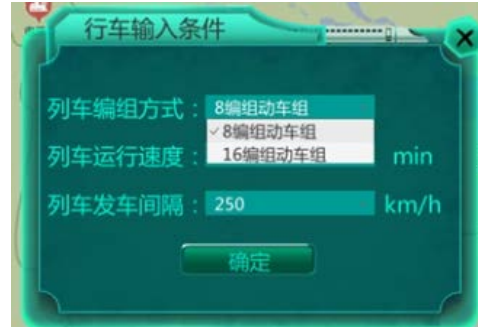 行车输入条件
列车编组方式： 8编组动车组
✓8编组动车组
列车运行速度： 16编组动车组 min
列车发车间隔： 250 km/h
确定